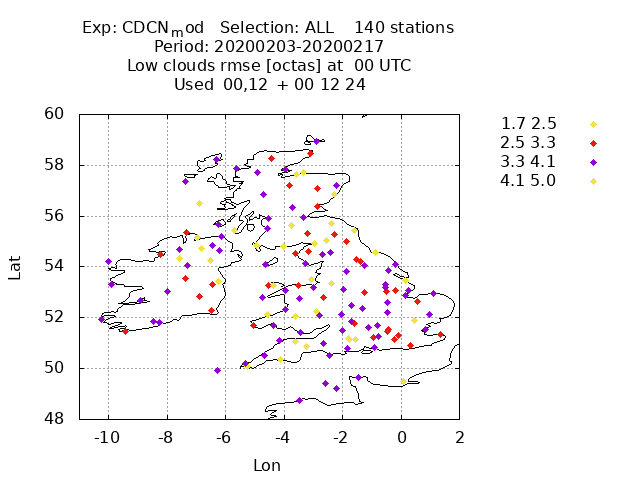 Exp: CDCN_mod Selection: ALL 140 stations
Period: 20200203-20200217
Low clouds rmse [octas] at 00 UTC
Used 00,12 + 00 12 24
1.7 2.5
2.5 3.3
3.3 4.1
4.1 5.0
60
58
56
54
52
50
48
Lat
-10 -8 -6 -4 -2 0 2
Lon